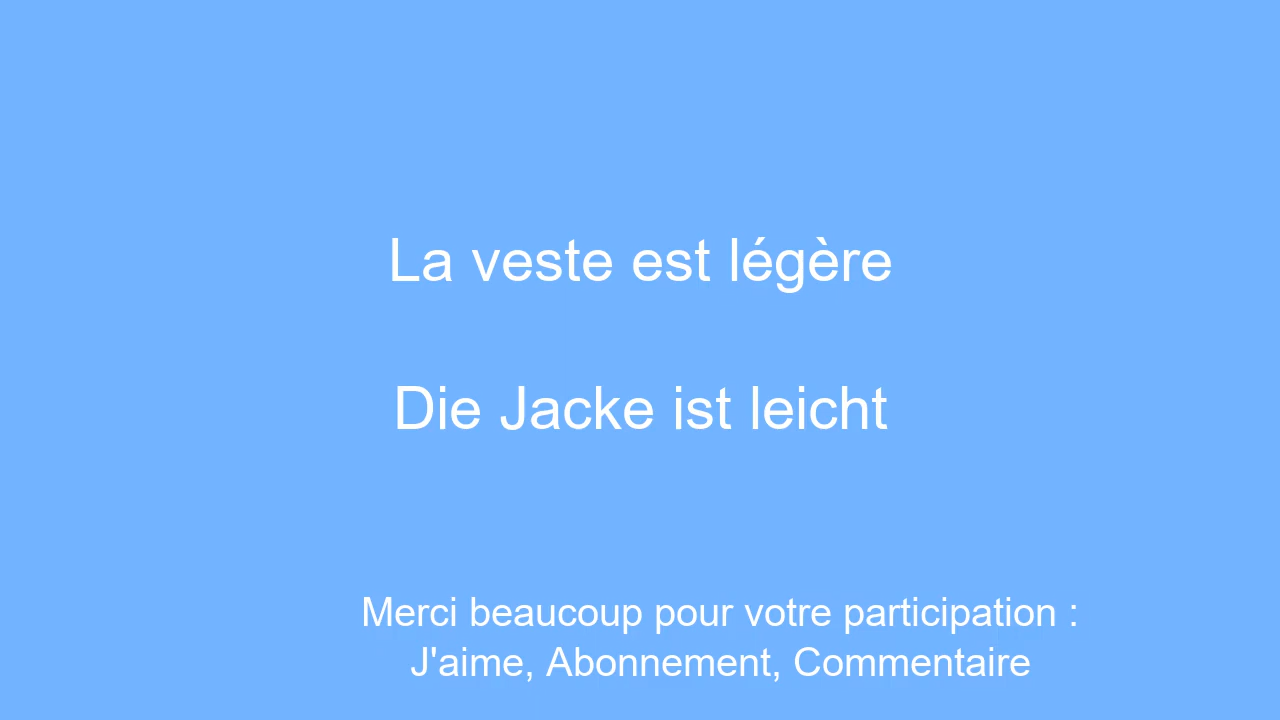 La veste est légère
Die Jacke ist leicht
Merci beaucoup pour votre participation :
J'aime, Abonnement, Commentaire